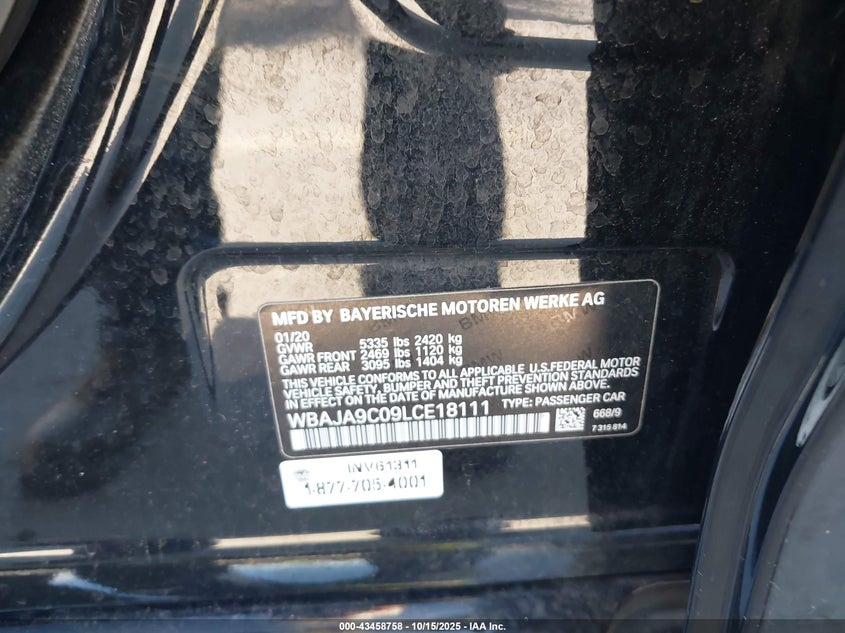 MFD BY BAYERISCHE MOTOREN WERKE AG
01/20
GVWR 5335 lbs 2420 kg
GAWR FRONT 2469 lbs 1120 kg
GAWR REAR 3095 lbs 1404 kg
THIS VEHICLE CONFORMS TO ALL APPLICABLE U.S.FEDERAL MOTOR
VEHICLE SAFETY, BUMPER AND THEFT PREVENTION STANDARDS
IN EFFECT ON THE DATE OF MANUFACTURE SHOWN ABOVE.
WBAJA9C09LCE18111 TYPE: PASSENGER CAR
668/9
7 315 814
INV61311
1-877-705-4001
000-43458758 - 10/15/2025 - IAA Inc.